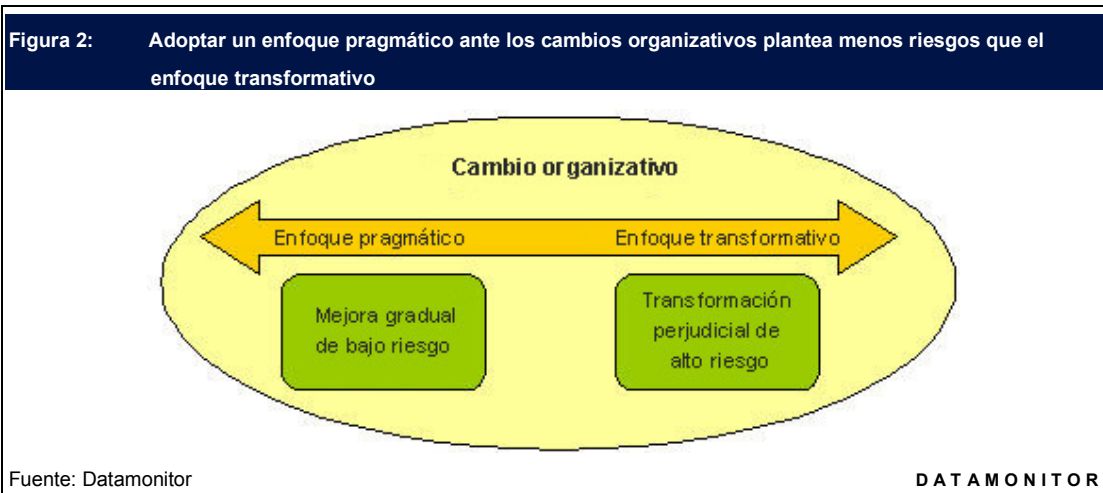 Figura 2: Adoptar un enfoque pragmático ante los cambios organizativos plantea menos riesgos que el
enfoque transformativo
Cambio organizativo
Enfoque pragmático Enfoque transformativo
Mejora gradual
de bajo riesgo
Transformación
perjudicial de
alto riesgo
Fuente: Datamonitor DATAMONITOR